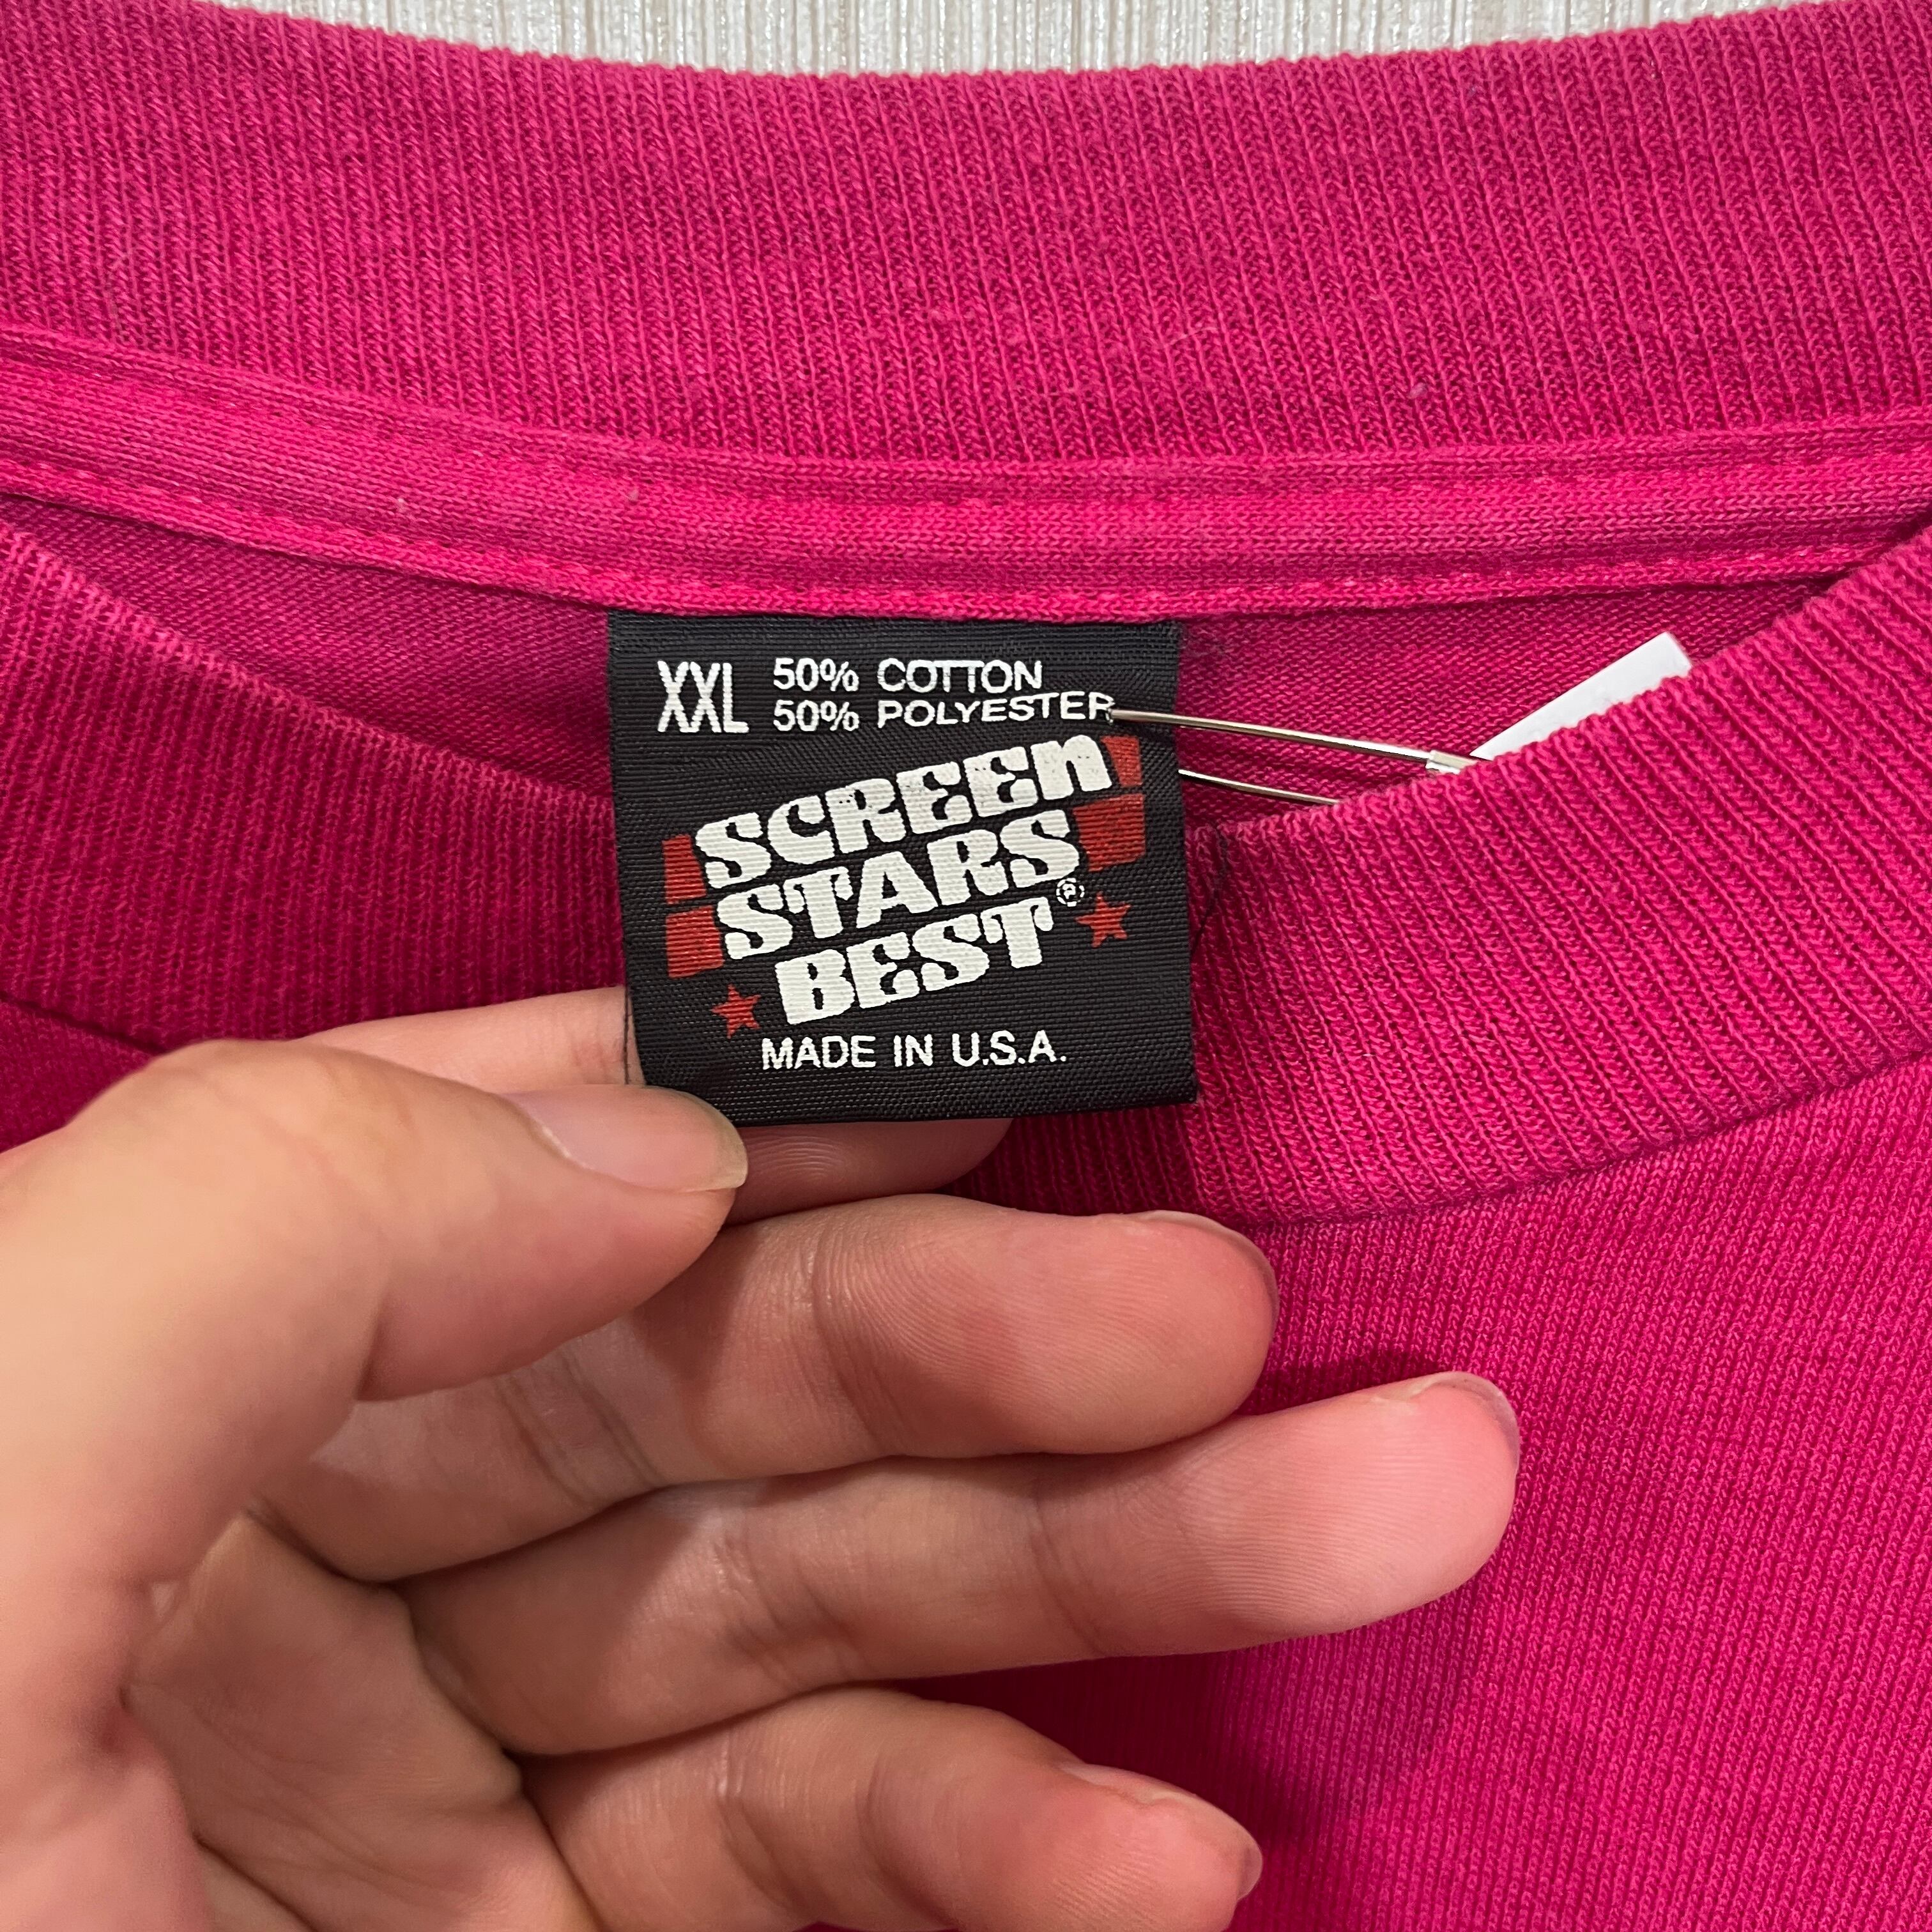 XXL 50% COTTON
50% POLYESTER
SCREEN
STARS
BEST®
MADE IN U.S.A.